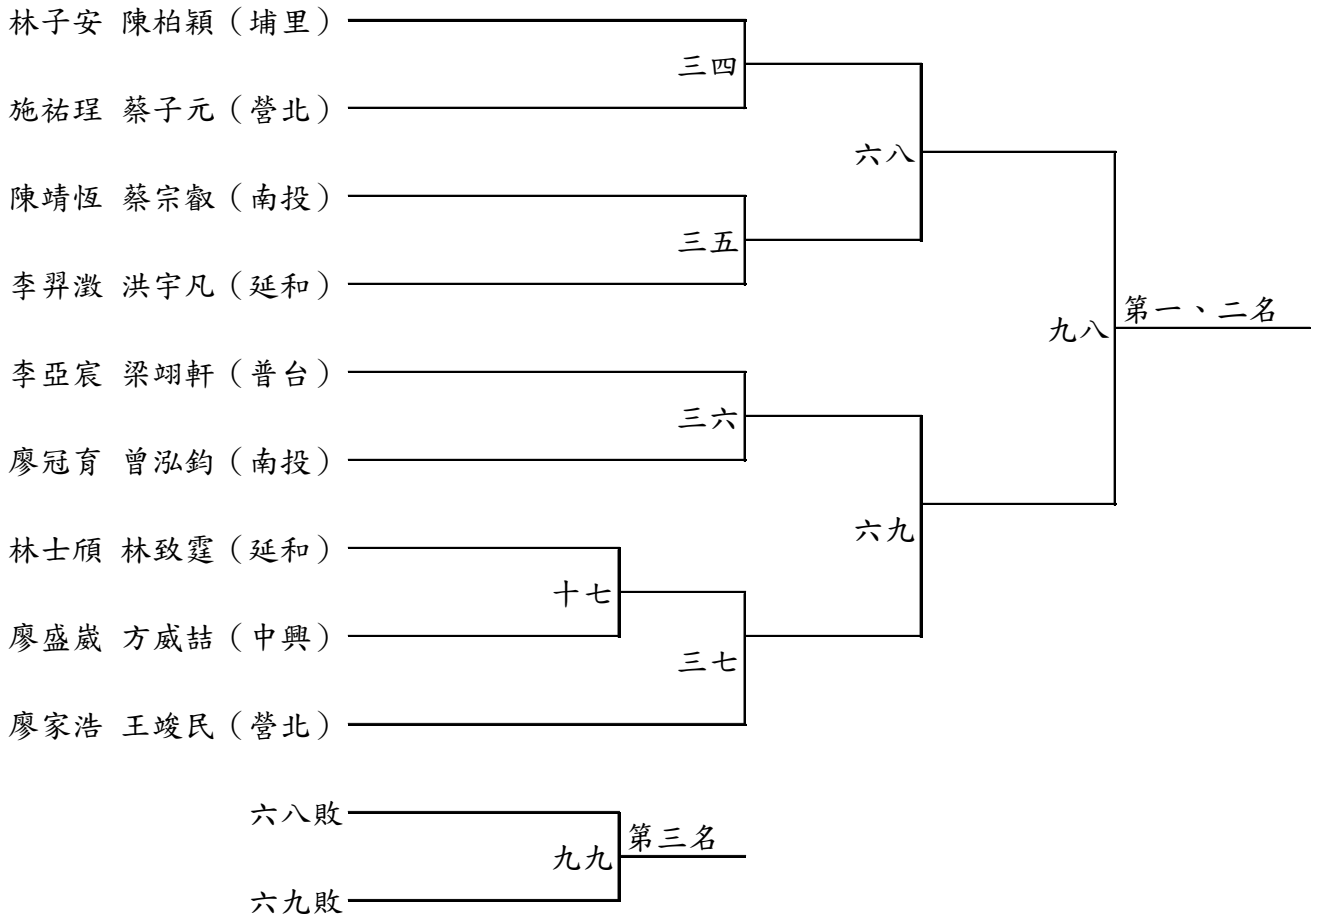 林子安 陳柏穎（埔里）
三四
施祐珵 蔡子元（營北）
六八
陳靖恆 蔡宗叡（南投）
三五
李羿澂 洪宇凡（延和）
第一、二名
九八
李亞宸 梁翊軒（普台）
三六
廖冠育 曾泓鈞（南投）
六九
林士頎 林致霆（延和）
十七
廖盛崴 方威喆（中興）
三七
廖家浩 王竣民（營北）
六八敗
第三名
九九
六九敗